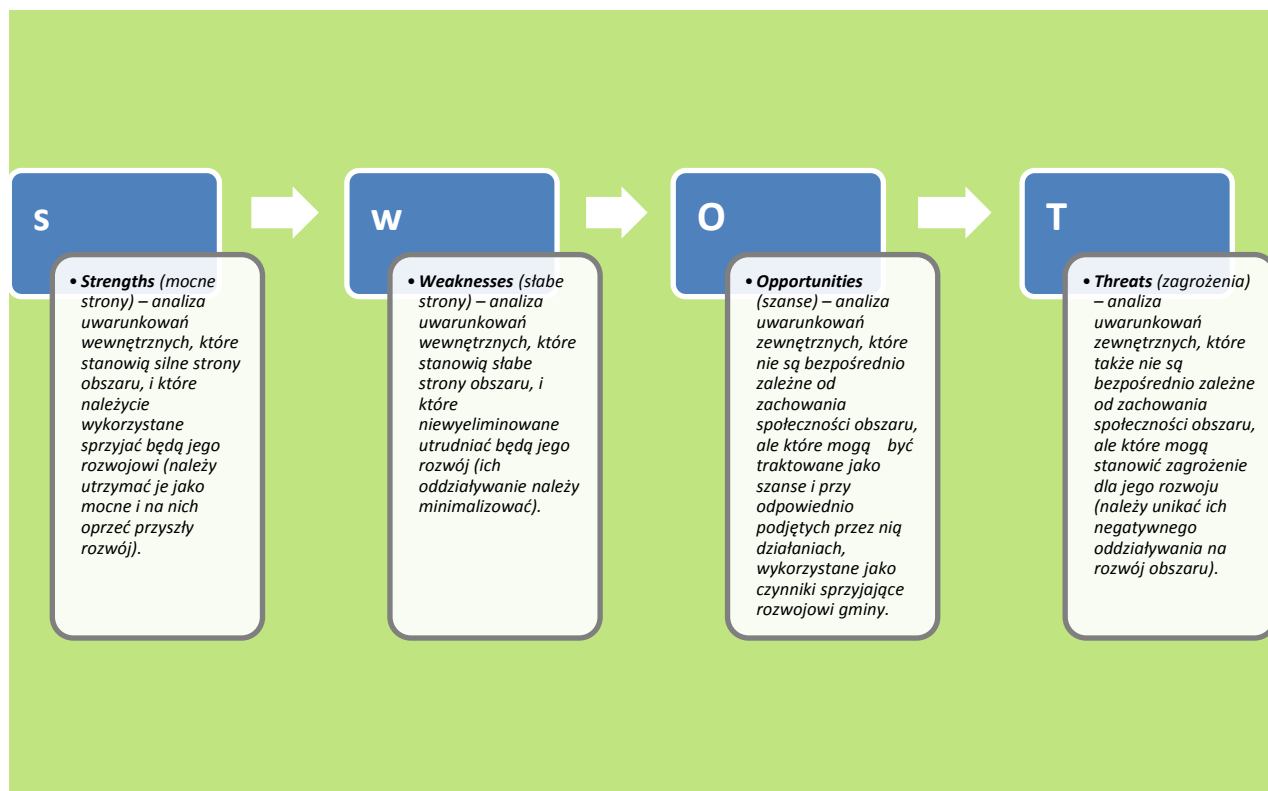 S
• Strengths (mocne
strony) – analiza
uwarunkowań
wewnętrznych, które
stanowią silne strony
obszaru, i które
należycie
wykorzystane
sprzyjać będą jego
rozwojowi (należy
utrzymać je jako
mocne i na nich
oprzeć przyszły
rozwój).
W
• Weaknesses (słabe
strony) – analiza
uwarunkowań
wewnętrznych, które
stanowią słabe
strony obszaru, i
które
niewyeliminowane
utrudniać będą jego
rozwój (ich
oddziaływanie należy
minimalizować).
O
• Opportunities
(szanse) – analiza
uwarunkowań
zewnętrznych, które
nie są bezpośrednio
zależne od
zachowania
społeczności obszaru,
ale które mogą być
traktowane jako
szanse i przy
odpowiednio
podjętych przez nią
działaniach,
wykorzystane jako
czynniki sprzyjające
rozwojowi gminy.
T
• Threats (zagrożenia)
– analiza
uwarunkowań
zewnętrznych, które
także nie są
bezpośrednio zależne
od zachowania
społeczności obszaru,
ale które mogą
stanowić zagrożenie
dla jego rozwoju
(należy unikać ich
negatywnego
oddziaływania na
rozwój obszaru).